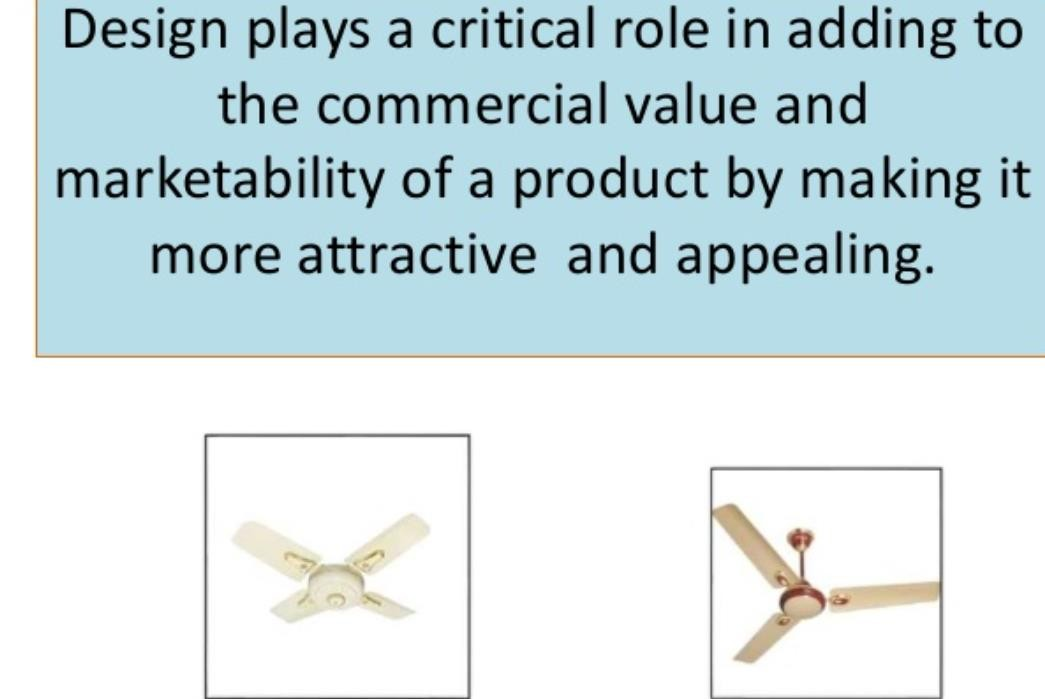 Design plays a critical role in adding to
the commercial value and
marketability of a product by making it
more attractive  and appealing.